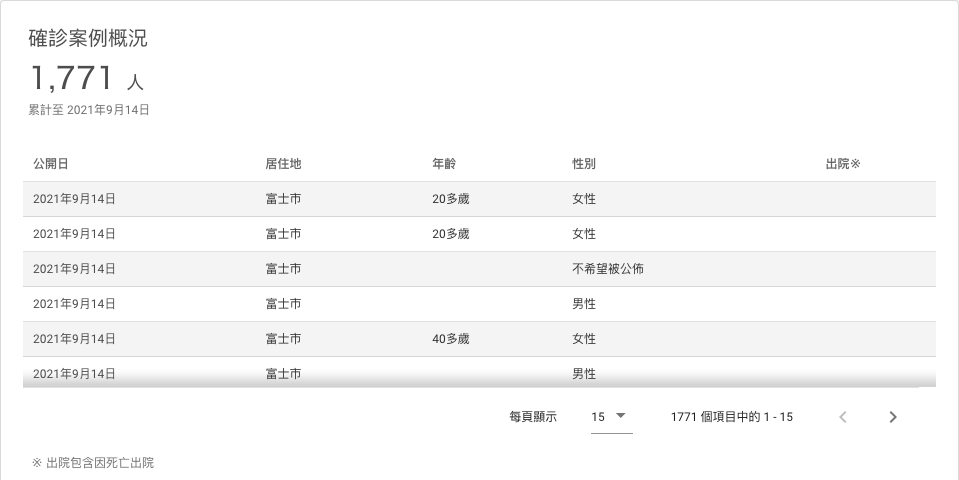 確診案例概況
1,771 人
累計至 2021年9月14日
公開日 居住地 年齡 性別 出院※
2021年9月14日 富士市 20多歲 女性
2021年9月14日 富士市 20多歲 女性
2021年9月14日 富士市 不希望被公佈
2021年9月14日 富士市 男性
2021年9月14日 富士市 40多歲 女性
2021年9月14日 富士市 男性
每頁顯示 15 1771 個項目中的 1 - 15
※ 出院包含因死亡出院